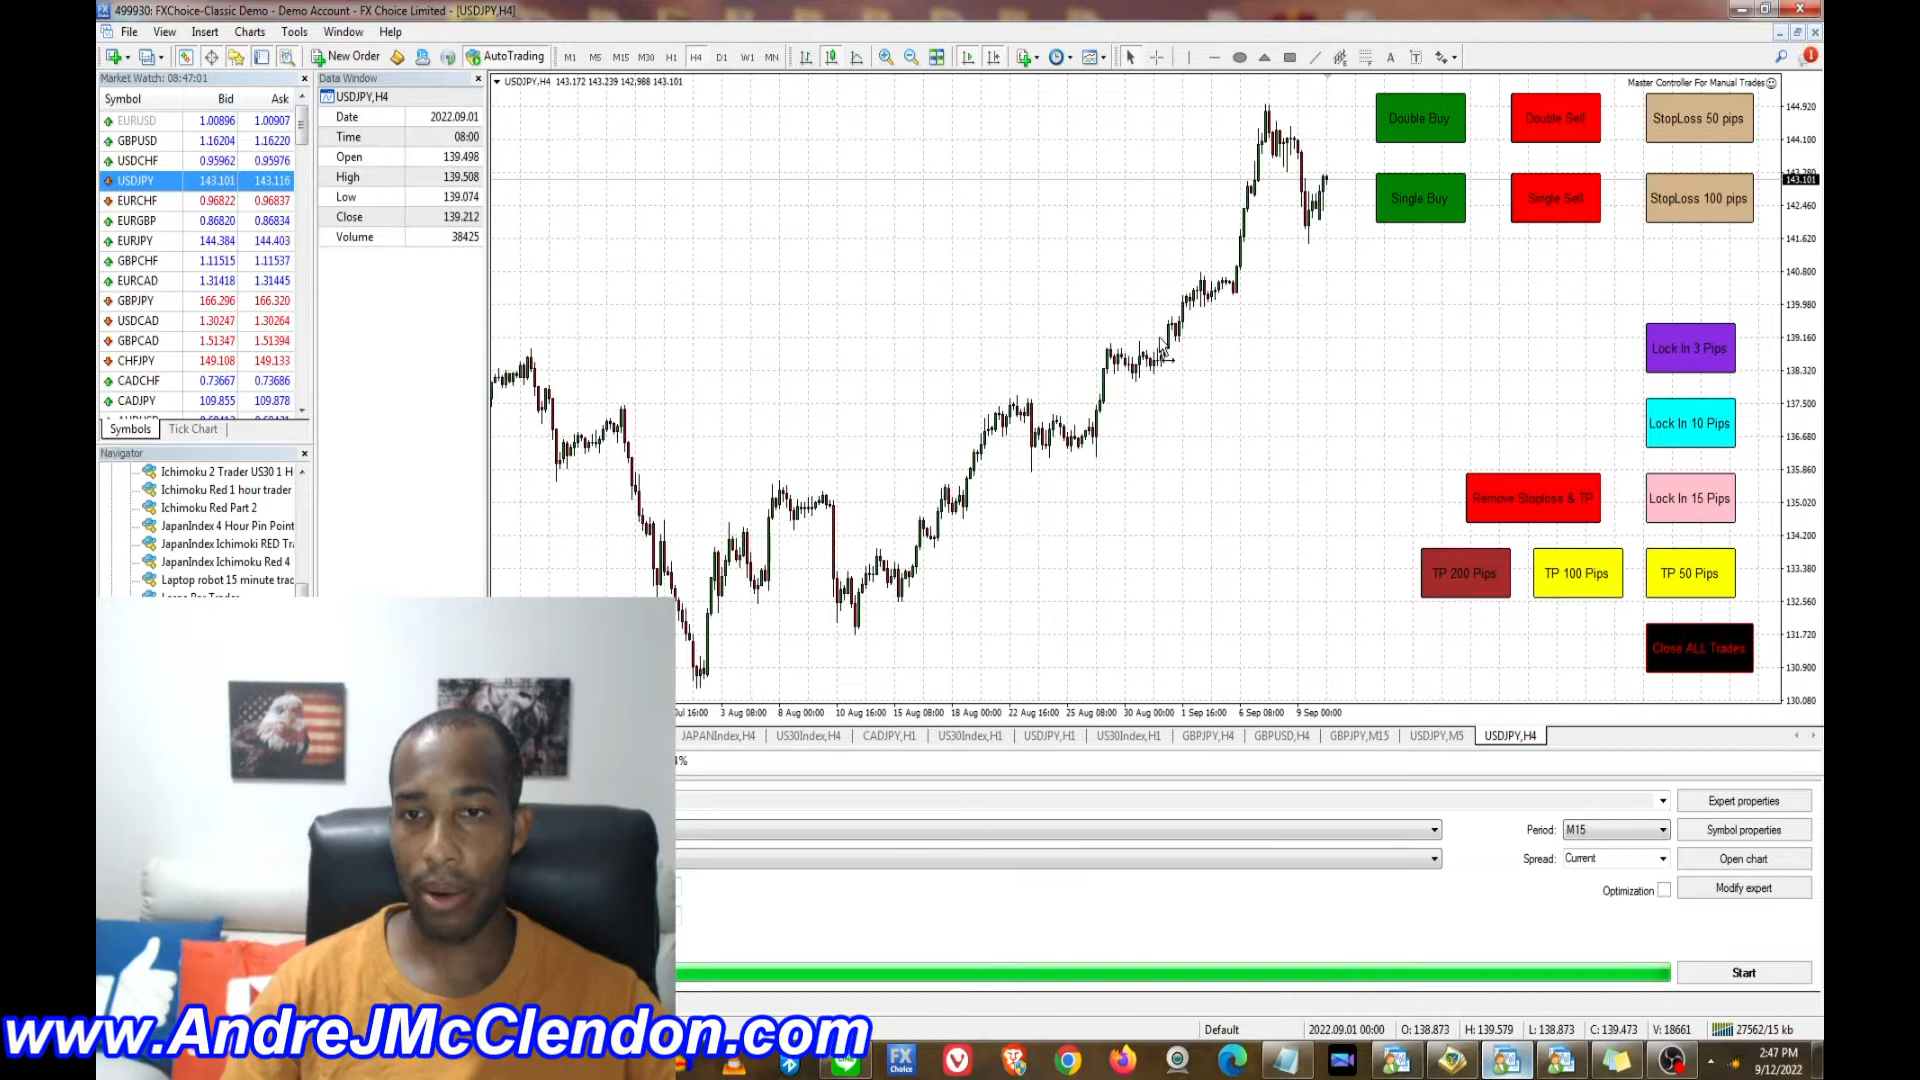 499930: FXChoice-Classic Demo - Demo Account - FX Choice Limited - [USDJPY,H4]
File View Insert Charts Tools Window Help
New Order AutoTrading M1 M5 M15 M30 H1 H4 D1 W1 MN
Market Watch: 08:47:01
Symbol Bid Ask
EURUSD 1.00896 1.00907
GBPUSD 1.16204 1.16220
USDCHF 0.95962 0.95976
USDJPY 143.101 143.116
EURCHF 0.96822 0.96837
EURGBP 0.86820 0.86834
EURJPY 144.384 144.403
GBPCHF 1.11515 1.11537
EURCAD 1.31418 1.31445
GBPJPY 166.296 166.320
USDCAD 1.30247 1.30264
GBPCAD 1.51347 1.51394
CHFJPY 149.108 149.133
CADCHF 0.73667 0.73686
CADJPY 109.855 109.878
Symbols Tick Chart
Navigator
Ichimoku 2 Trader US30 1 H
Ichimoku Red 1 hour trader
Ichimoku Red Part 2
JapanIndex 4 Hour Pin Point
JapanIndex Ichimoki RED Tr
JapanIndex Ichimoku Red 4
Laptop robot 15 minute trac
Data Window
USDJPY,H4
Date 2022.09.01
Time 08:00
Open 139.498
High 139.508
Low 139.074
Close 139.212
Volume 38425
USDJPY,H4 143.172 143.239 142.988 143.101
Master Controller For Manual Trades
Double Buy Double Sell StopLoss 50 pips
Single Buy Single Sell StopLoss 100 pips
Lock In 3 Pips
Lock In 10 Pips
Remove Stoploss & TP Lock In 15 Pips
TP 200 Pips TP 100 Pips TP 50 Pips
Close ALL Trades
144.920
144.100
143.101
142.460
141.620
140.800
139.980
139.160
138.320
137.500
136.680
135.860
135.020
134.200
133.380
132.560
131.720
130.900
130.080
Jul 16:00 3 Aug 08:00 8 Aug 00:00 10 Aug 16:00 15 Aug 08:00 18 Aug 00:00 22 Aug 16:00 25 Aug 08:00 30 Aug 00:00 1 Sep 16:00 6 Sep 08:00 9 Sep 00:00
JAPANIndex,H4 US30Index,H4 CADJPY,H1 US30Index,H1 USDJPY,H1 US30Index,H1 GBPJPY,H4 GBPUSD,H4 GBPJPY,M15 USDJPY,M5 USDJPY,H4
Expert properties
Period: M15 Symbol properties
Spread: Current Open chart
Optimization Modify expert
Start
Default 2022.09.01 00:00 O: 138.873 H: 139.579 L: 138.873 C: 139.473 V: 18661 27562/15 kb
www.AndreJMcClendon.com
FX
Choice
LINE
2:47 PM
9/12/2022